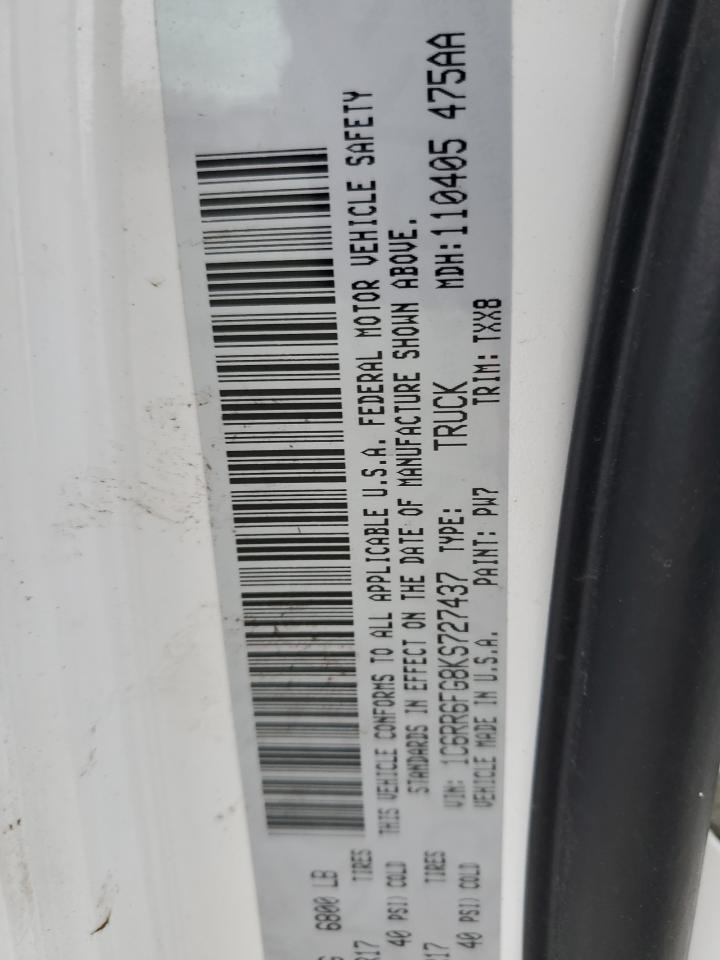 6800 LB
R17 TIRES
40 PSI) COLD
THIS VEHICLE CONFORMS TO ALL APPLICABLE U.S.A. FEDERAL MOTOR VEHICLE SAFETY
STANDARDS IN EFFECT ON THE DATE OF MANUFACTURE SHOWN ABOVE.
R17 TIRES
40 PSI) COLD
VIN: 1C6RR6FG8KS727437 TYPE: TRUCK MDH:110405 475AA
VEHICLE MADE IN U.S.A. PAINT: PW7 TRIM: TXX8